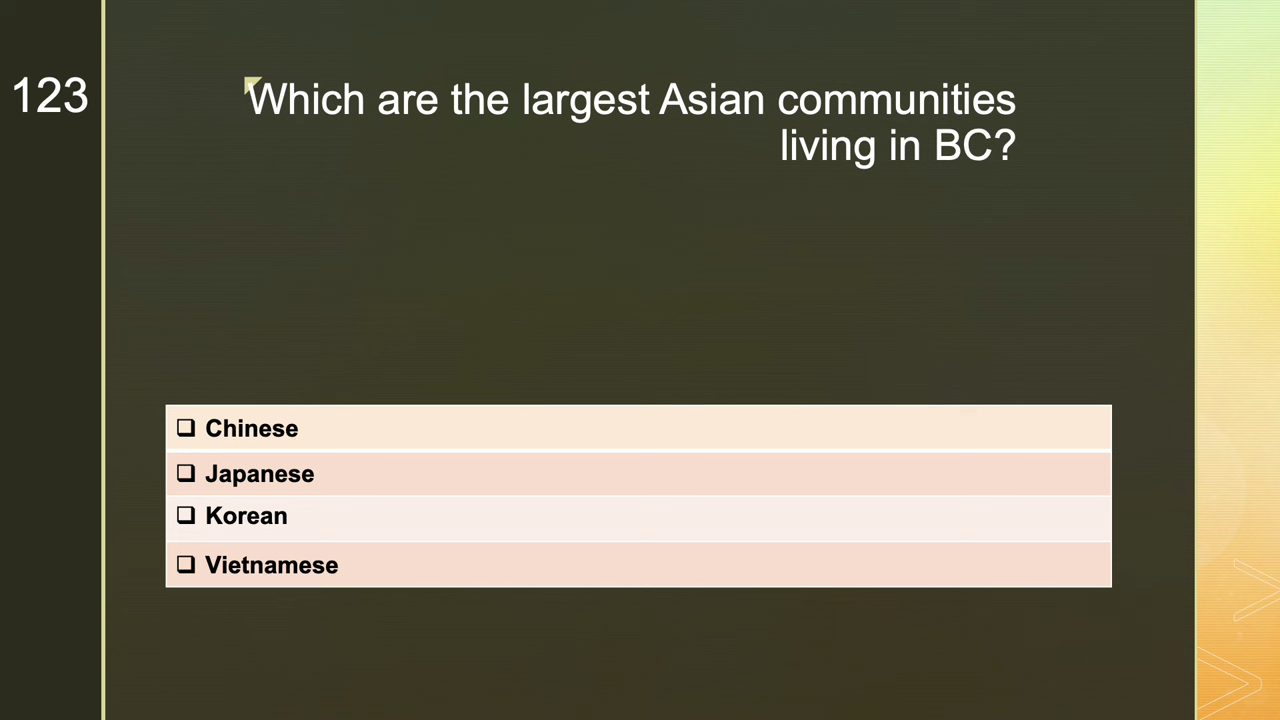 123
Which are the largest Asian communities
living in BC?
❑ Chinese
❑ Japanese
❑ Korean
❑ Vietnamese